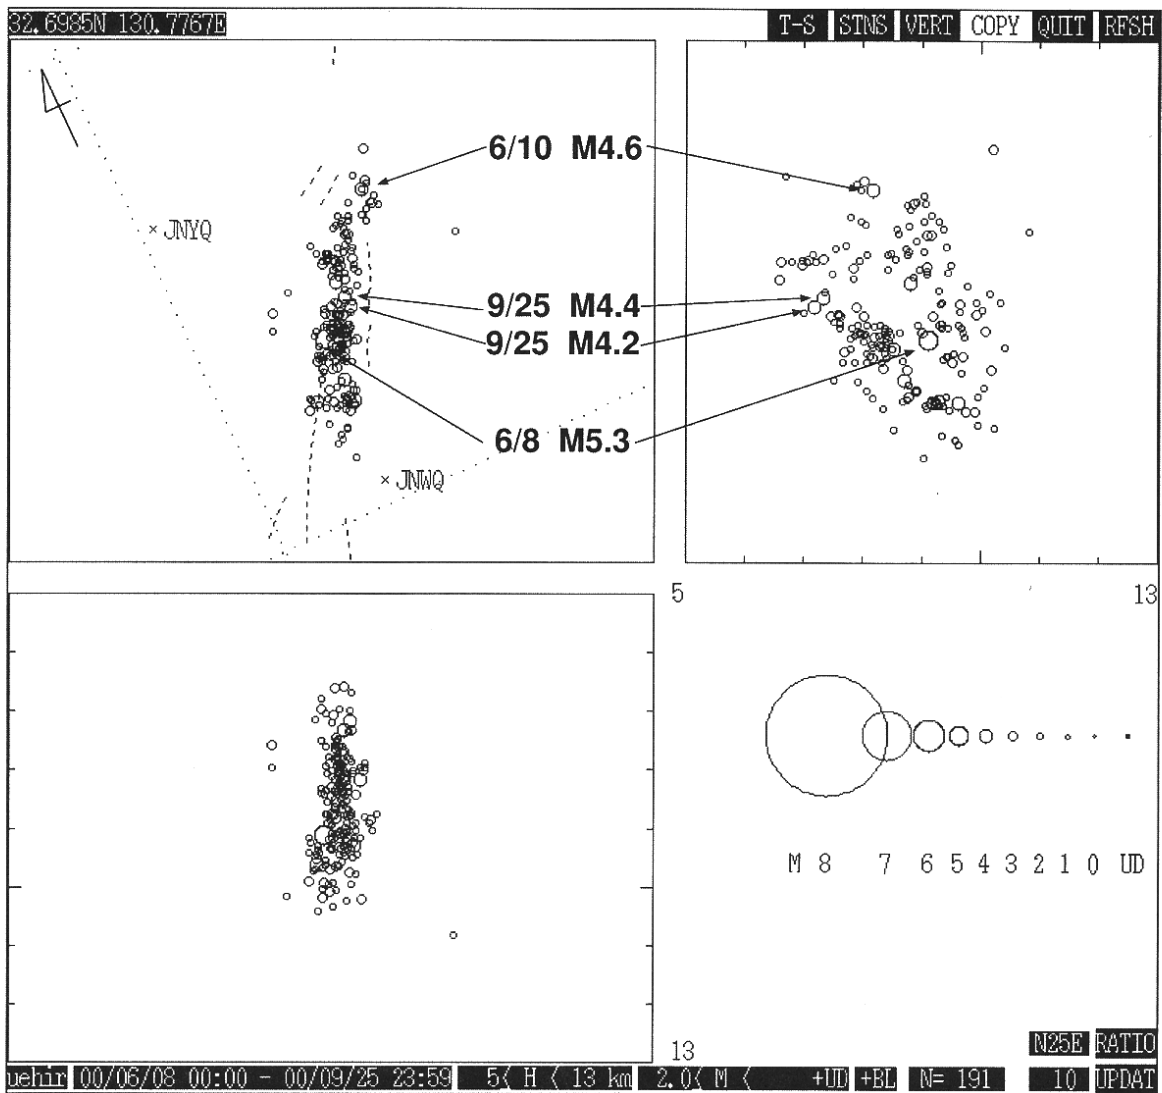 32.6985N 130.7767E
T-S STNS VERT COPY QUIT RFSH
6/10 M4.6
JNYQ
9/25 M4.4
9/25 M4.2
6/8 M5.3
JNWQ
5 13
M 8 7 6 5 4 3 2 1 0 UD
13
N25E RATIO
uehir 00/06/08 00:00 - 00/09/25 23:59 5< H < 13 km 2.0< M < +UD +BL N= 191 10 UPDAT